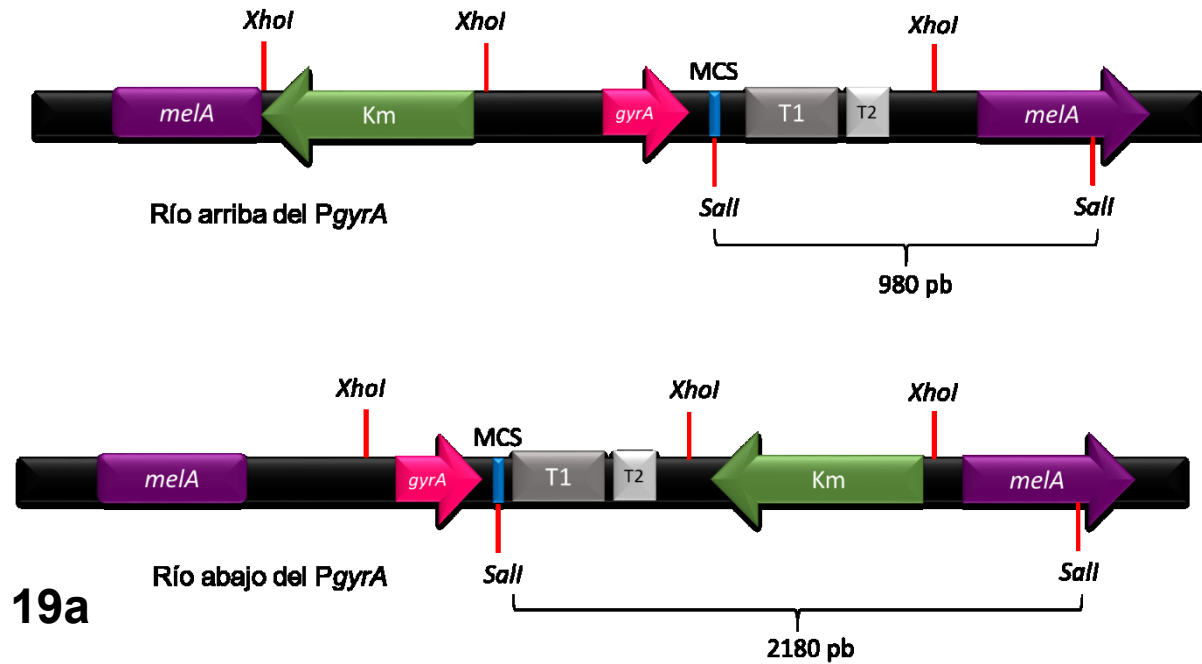 XhoI XhoI XhoI
MCS
melA Km gyrA T1 T2 melA
Río arriba del PgyrA
SalI SalI
980 pb
XhoI XhoI XhoI
MCS
melA gyrA T1 T2 Km melA
Río abajo del PgyrA
SalI SalI
19a
2180 pb